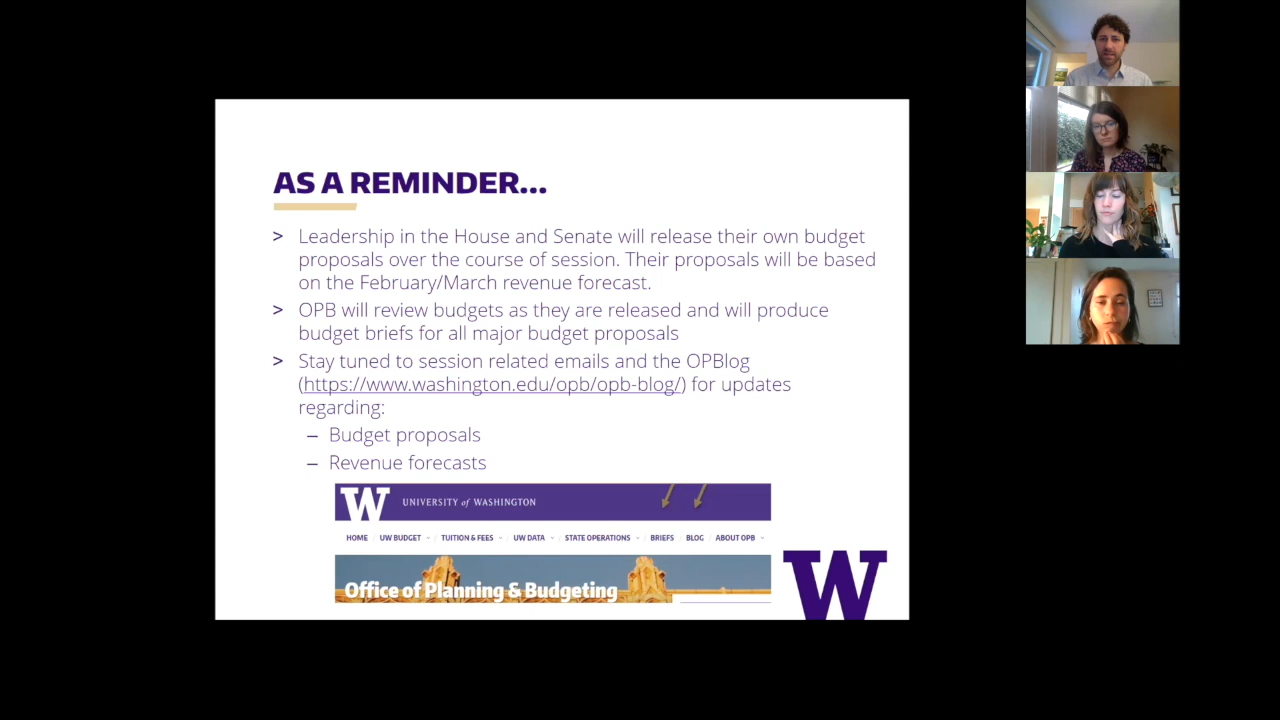 AS A REMINDER...
> Leadership in the House and Senate will release their own budget
proposals over the course of session. Their proposals will be based
on the February/March revenue forecast.
> OPB will review budgets as they are released and will produce
budget briefs for all major budget proposals
> Stay tuned to session related emails and the OPBlog
(https://www.washington.edu/opb/opb-blog/) for updates
regarding:
– Budget proposals
– Revenue forecasts
W UNIVERSITY of WASHINGTON
HOME / UW BUDGET / TUITION & FEES / UW DATA / STATE OPERATIONS / BRIEFS / BLOG / ABOUT OPB
Office of Planning & Budgeting
W